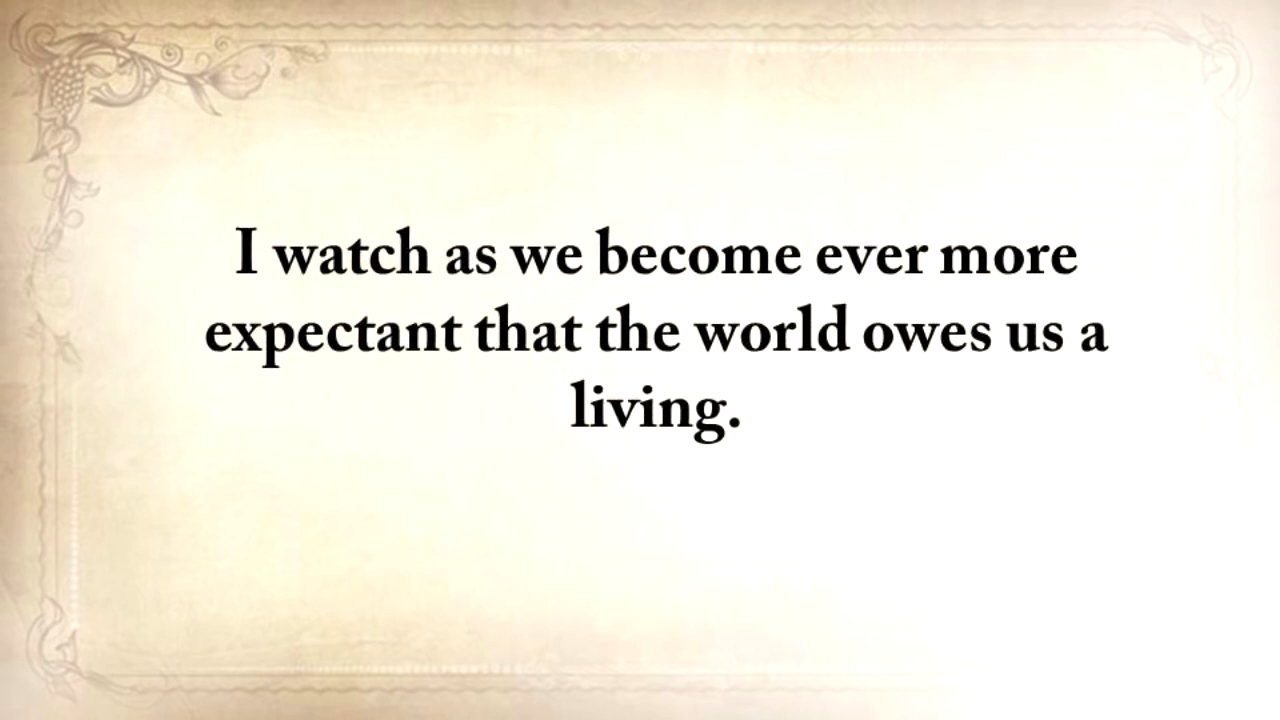 I watch as we become ever more
expectant that the world owes us a
living.